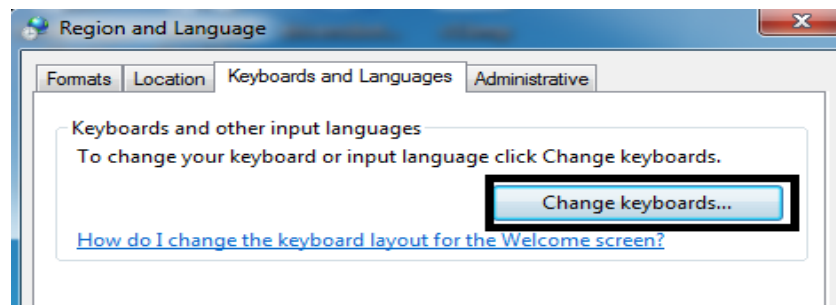 Region and Language
Formats Location Keyboards and Languages Administrative
Keyboards and other input languages
To change your keyboard or input language click Change keyboards.
Change keyboards...
How do I change the keyboard layout for the Welcome screen?